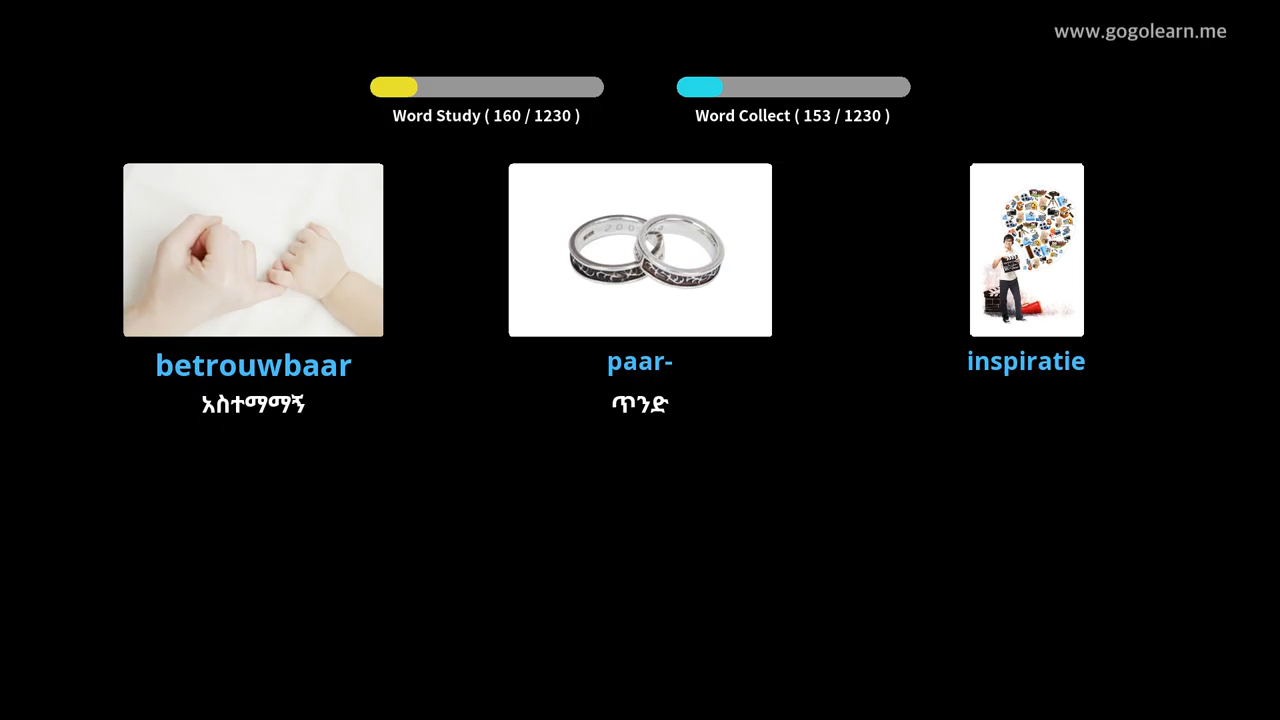 www.gogolearn.me
Word Study ( 160 / 1230 )
Word Collect ( 153 / 1230 )
betrouwbaar
paar-
inspiratie
አስተማማኝ
ጥንድ